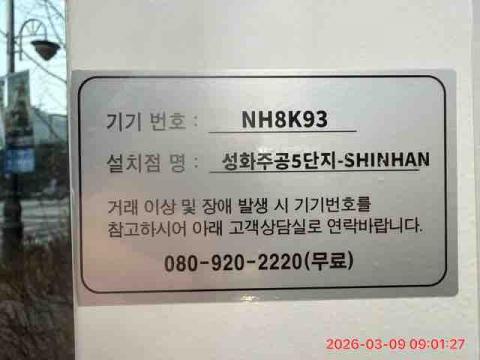 기기 번호 : NH8K93
설치점 명 : 성화주공5단지-SHINHAN
거래 이상 및 장애 발생 시 기기번호를
참고하시어 아래 고객상담실로 연락바랍니다.
080-920-2220(무료)
2026-03-09 09:01:27